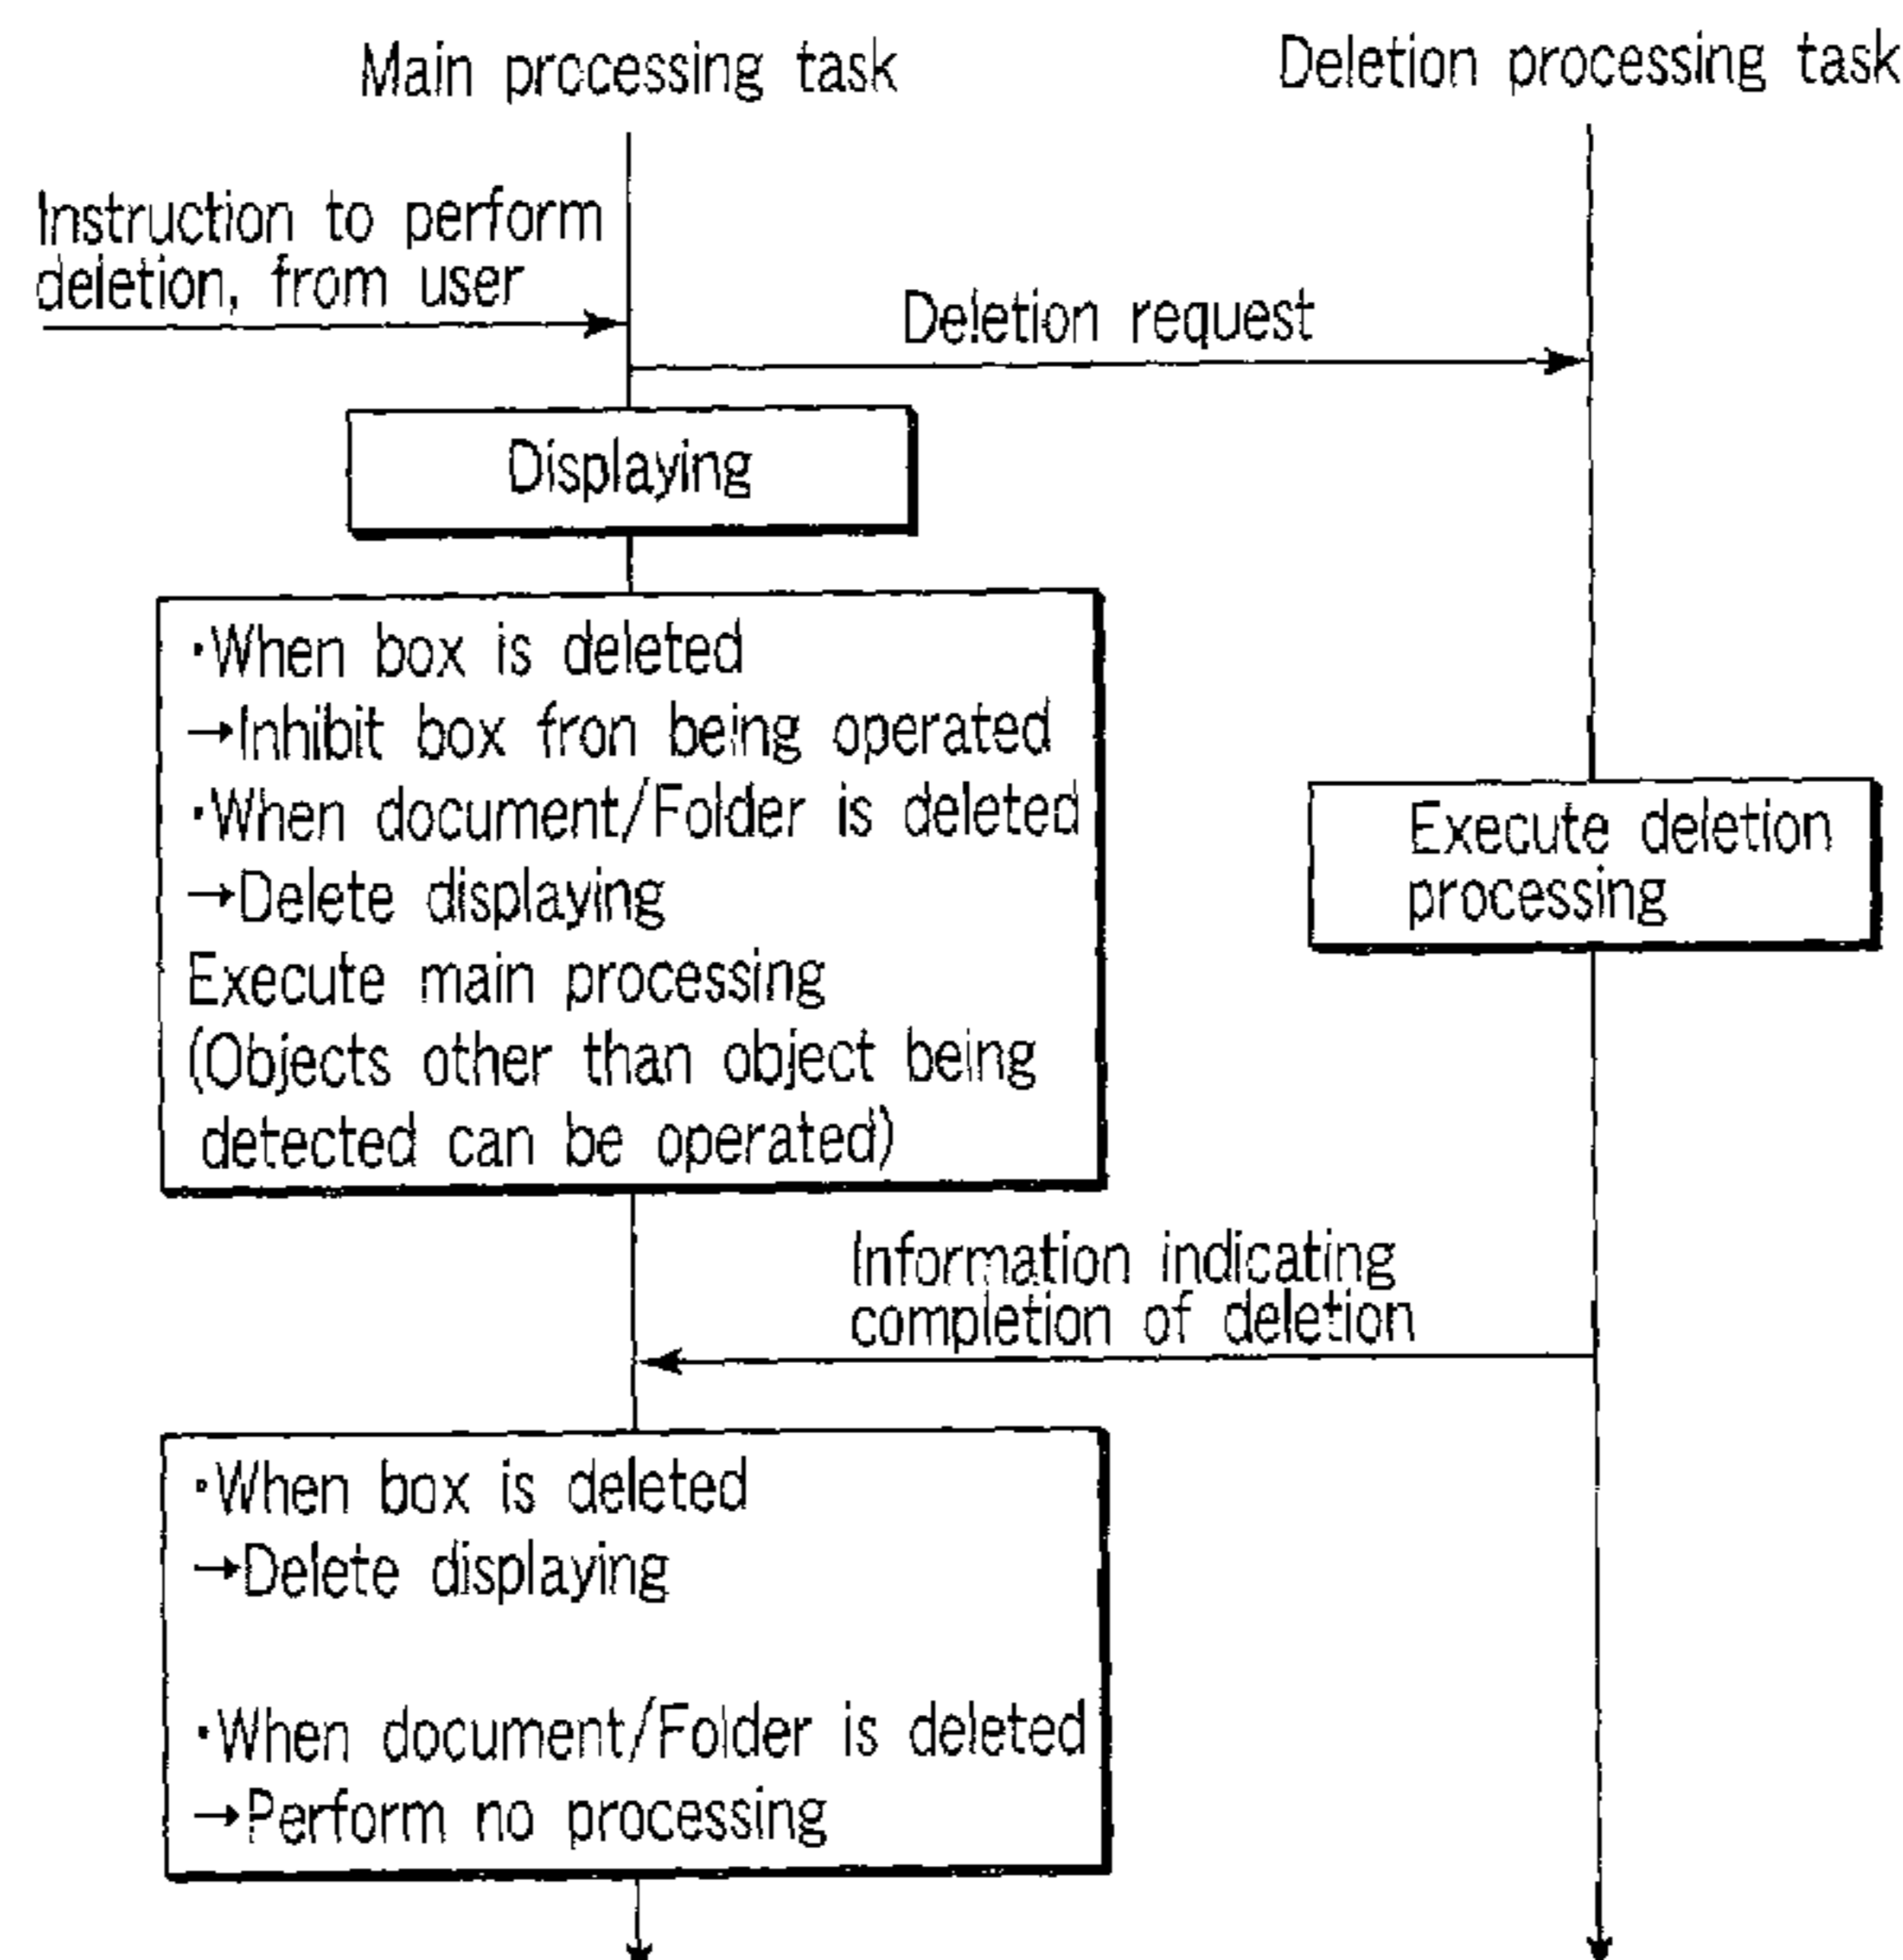 Main processing task
Deletion processing task
Instruction to perform
deletion, from user
Deletion request
Displaying
·When box is deleted
→Inhibit box fron being operated
·When document/Folder is deleted
→Delete displaying
Execute main processing
(Objects other than object being
detected can be operated)
Execute deletion
processing
Information indicating
completion of deletion
·When box is deleted
→Delete displaying
·When document/Folder is deleted
→Perform no processing